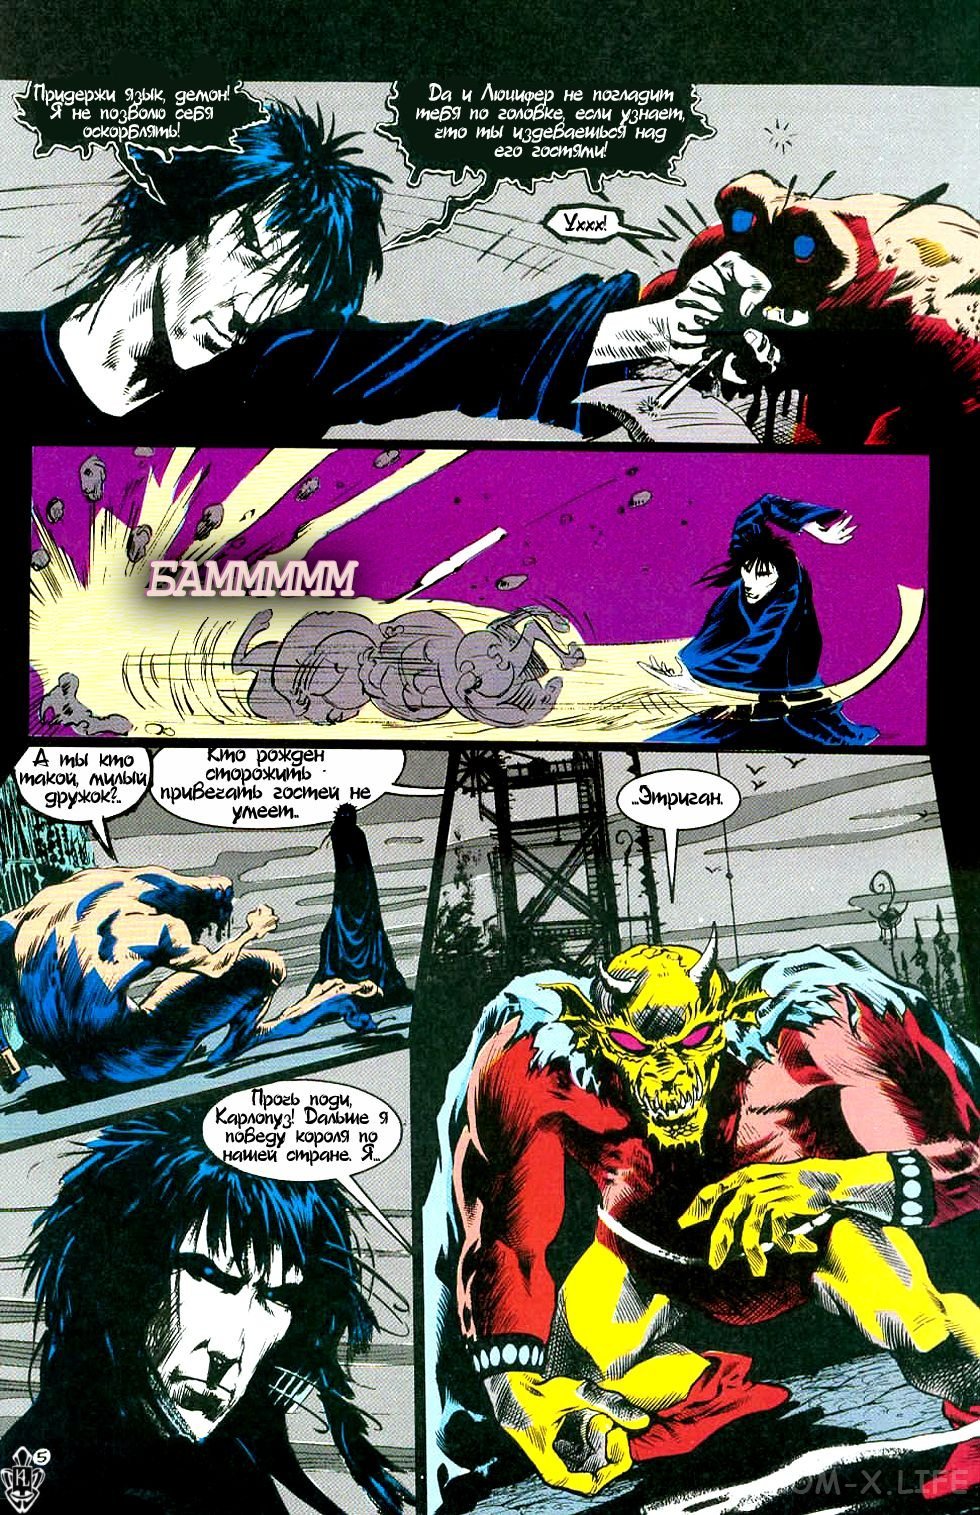 Придержи язык, демон!
Я не позволю себя
оскорблять!
Да и Люцифер не погладит
тебя по головке, если узнает,
что ты издеваешься над
его гостями!
Уххх!
БАМММММ
А ты кто
такой, милый
дружок?..
Кто рожден
сторожить
привечать гостей не
умеет..
Прочь поди,
Карлопуз! Дальше я
поведу короля по
нашей стране. Я...
...Этриган.
5
OM-X.LIFE